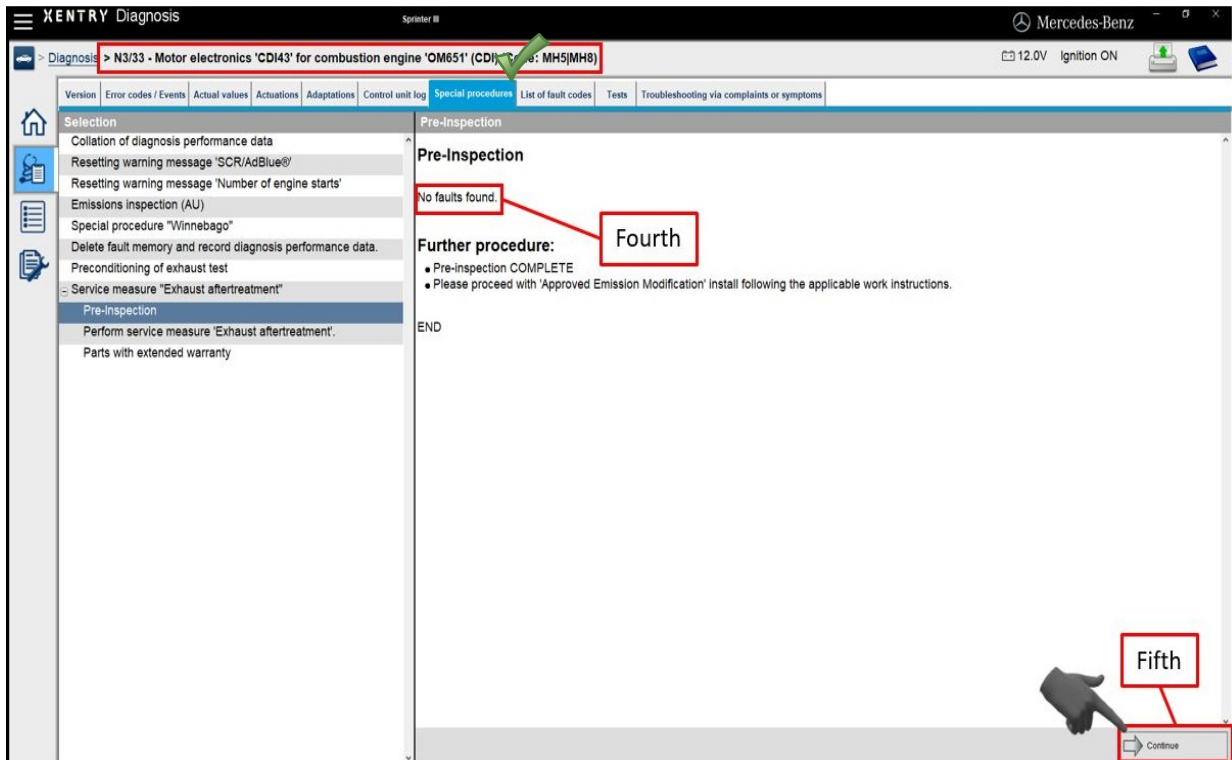 XENTRY Diagnosis
Sprinter III
Mercedes-Benz
> Diagnosis > N3/33 - Motor electronics 'CDI43' for combustion engine 'OM651' (CDI) : MH5|MH8)
12.0V Ignition ON
Version Error codes / Events Actual values Actuations Adaptations Control unit log Special procedures List of fault codes Tests Troubleshooting via complaints or symptoms
Selection
Collation of diagnosis performance data
Resetting warning message 'SCR/AdBlue®'
Resetting warning message 'Number of engine starts'
Emissions inspection (AU)
Special procedure "Winnebago"
Delete fault memory and record diagnosis performance data.
Preconditioning of exhaust test
Service measure "Exhaust aftertreatment"
Pre-Inspection
Perform service measure 'Exhaust aftertreatment'.
Parts with extended warranty
Pre-Inspection
Pre-Inspection
No faults found.
Fourth
Further procedure:
• Pre-inspection COMPLETE
• Please proceed with 'Approved Emission Modification' install following the applicable work instructions.
END
Fifth
Continue